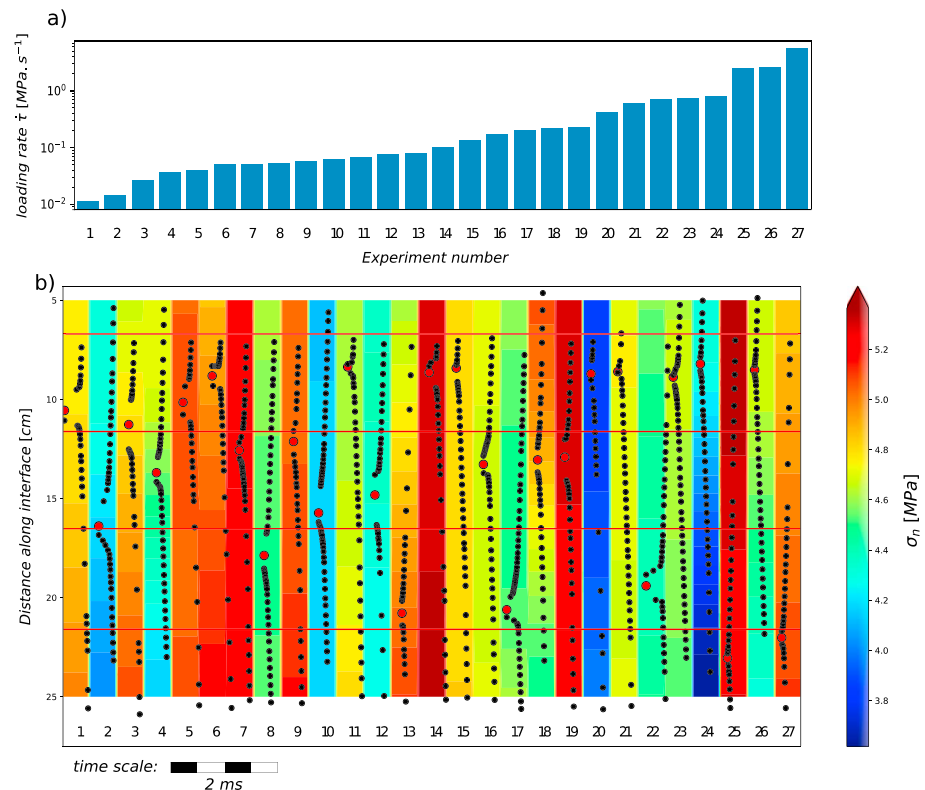 a)
loading rate τ̇ [MPa.s⁻¹]
10⁰
10⁻¹
10⁻²
1 2 3 4 5 6 7 8 9 10 11 12 13 14 15 16 17 18 19 20 21 22 23 24 25 26 27
Experiment number
b)
Distance along interface [cm]
5
10
15
20
25
1 2 3 4 5 6 7 8 9 10 11 12 13 14 15 16 17 18 19 20 21 22 23 24 25 26 27
time scale:
2 ms
5.2
5.0
4.8
4.6
4.4
4.2
4.0
3.8
σₙ [MPa]